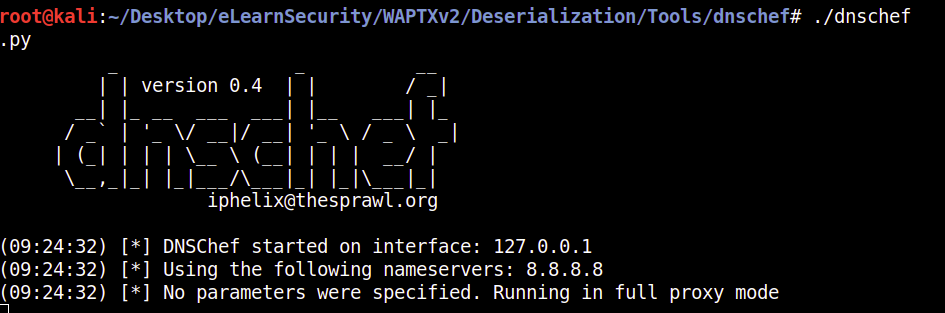 root@kali:~/Desktop/eLearnSecurity/WAPTXv2/Deserialization/Tools/dnschef# ./dnschef
.py
version 0.4
dnschef
iphelix@thesprawl.org
(09:24:32) [*] DNSChef started on interface: 127.0.0.1
(09:24:32) [*] Using the following nameservers: 8.8.8.8
(09:24:32) [*] No parameters were specified. Running in full proxy mode